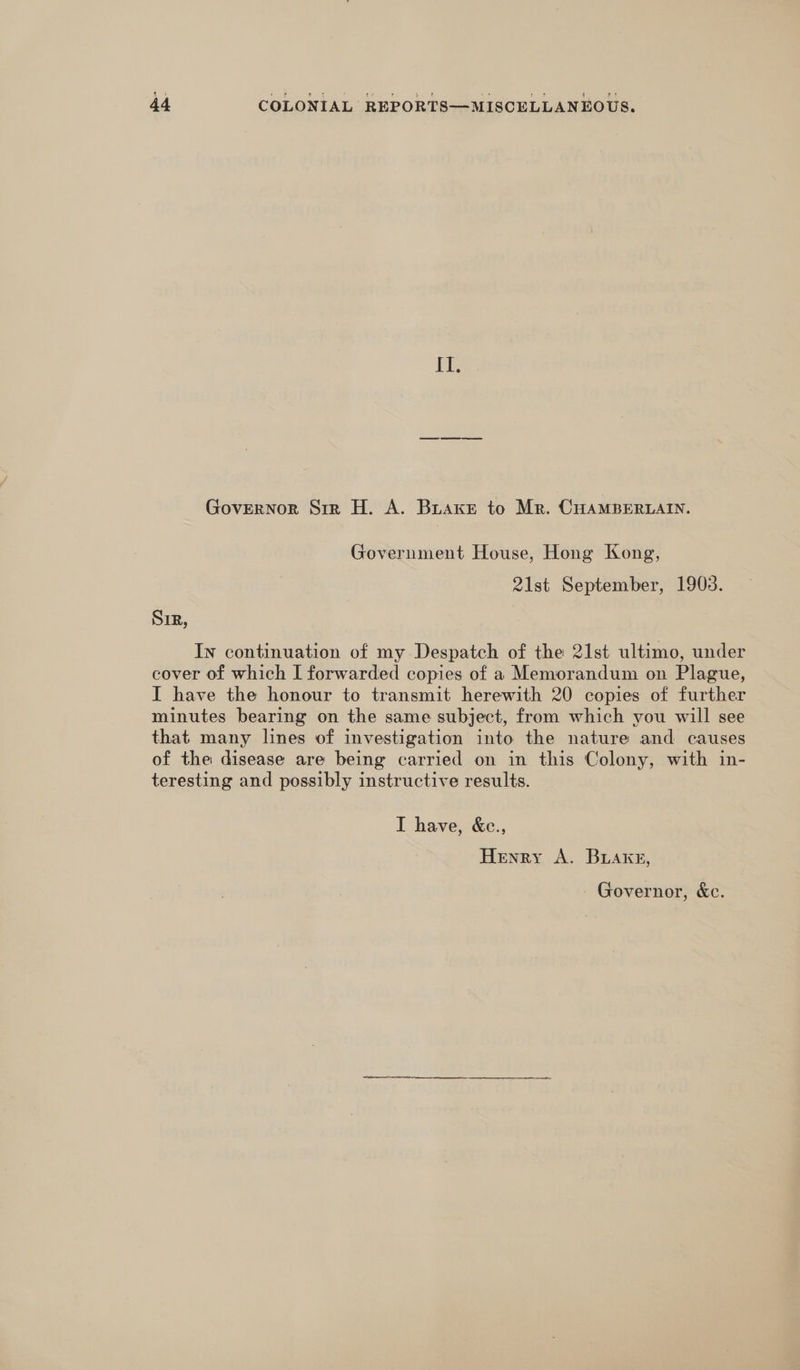 44 COLONIAL REPORTS—MISCELLANEOUS.
II.
GOVERNOR SIR H. A. BLAKE to MR. CHAMBERLAIN.
Government House, Hong Kong,
21st September, 1903.
SIR,
IN continuation of my Despatch of the 21st ultimo, under
cover of which I forwarded copies of a Memorandum on Plague,
I have the honour to transmit herewith 20 copies of further
minutes bearing on the same subject, from which you will see
that many lines of investigation into the nature and causes
of the disease are being carried on in this Colony, with in-
teresting and possibly instructive results.
I have, &c.,
HENRY A. BLAKE,
Governor, &c.